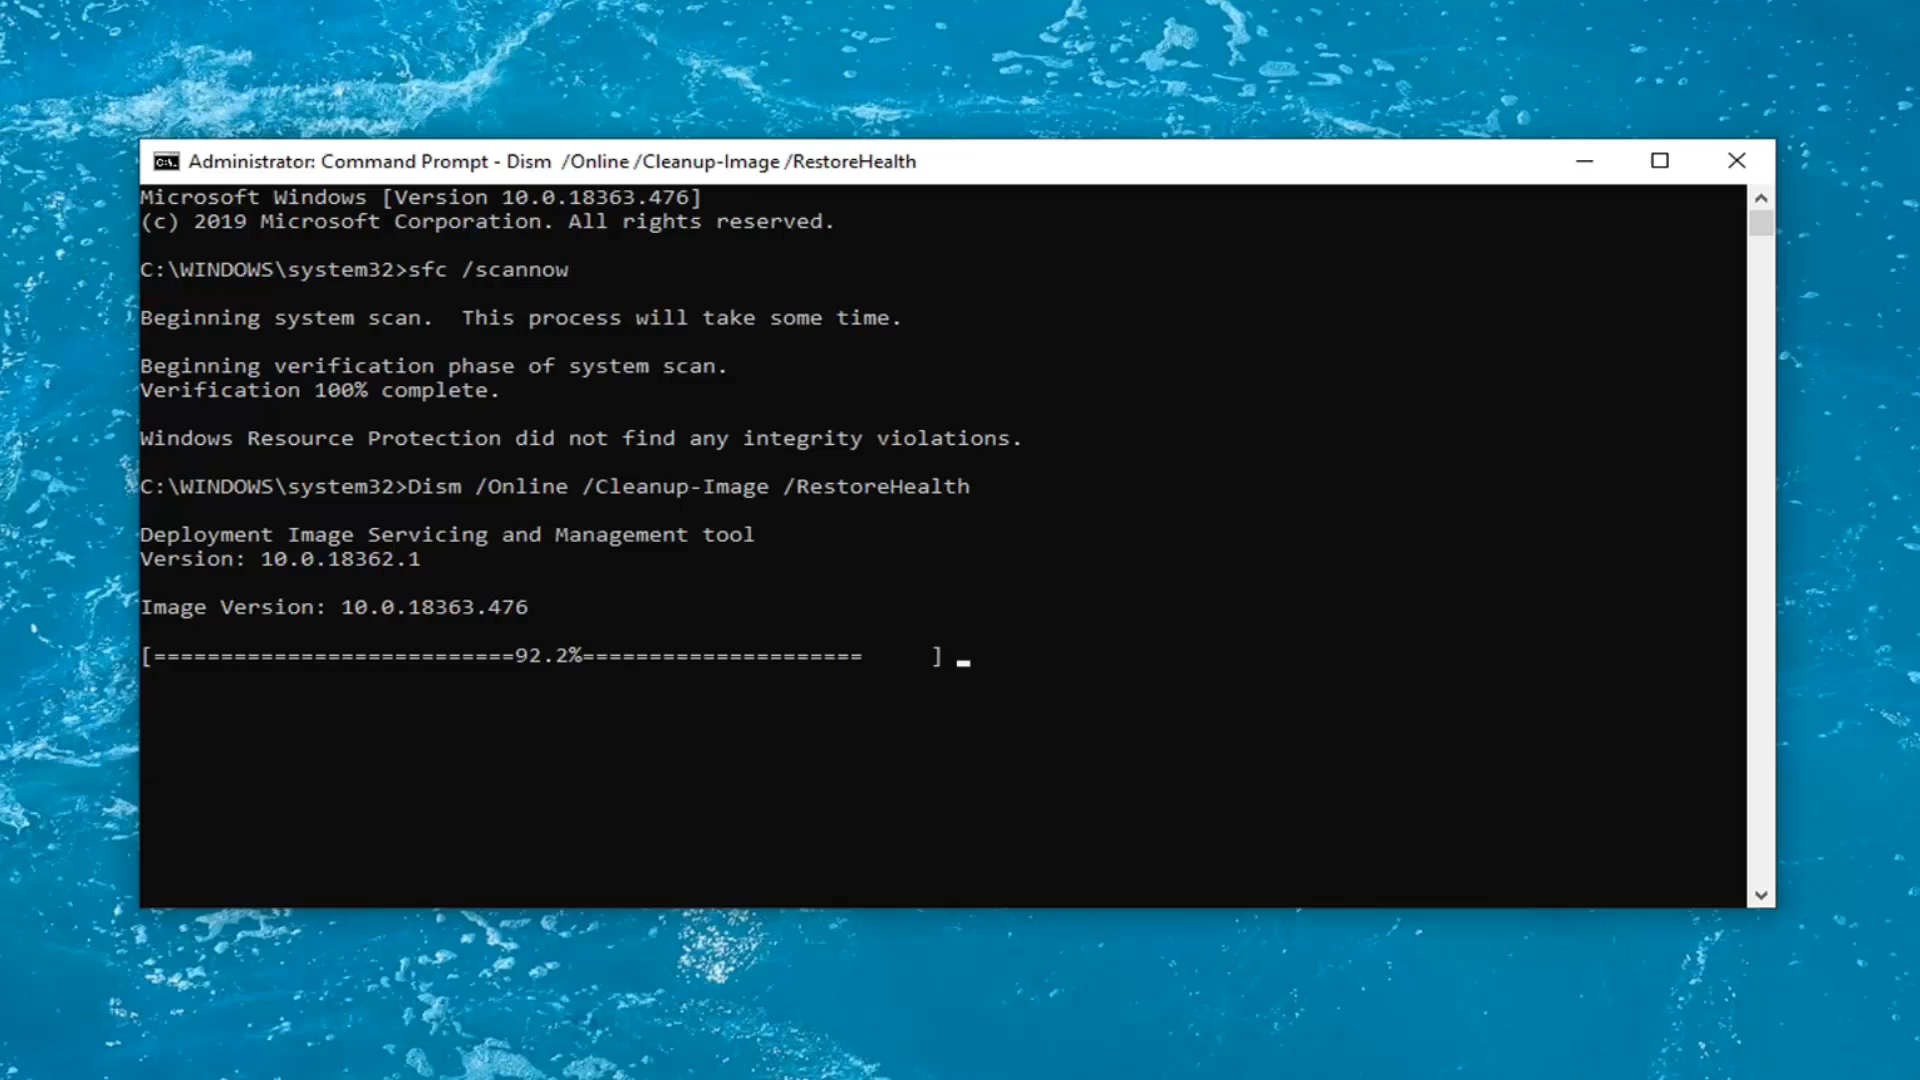 Administrator: Command Prompt - Dism  /Online /Cleanup-Image /RestoreHealth
Microsoft Windows [Version 10.0.18363.476]
(c) 2019 Microsoft Corporation. All rights reserved.
C:\WINDOWS\system32>sfc /scannow
Beginning system scan.  This process will take some time.
Beginning verification phase of system scan.
Verification 100% complete.
Windows Resource Protection did not find any integrity violations.
C:\WINDOWS\system32>Dism /Online /Cleanup-Image /RestoreHealth
Deployment Image Servicing and Management tool
Version: 10.0.18362.1
Image Version: 10.0.18363.476
[===========================92.2%=====================     ]